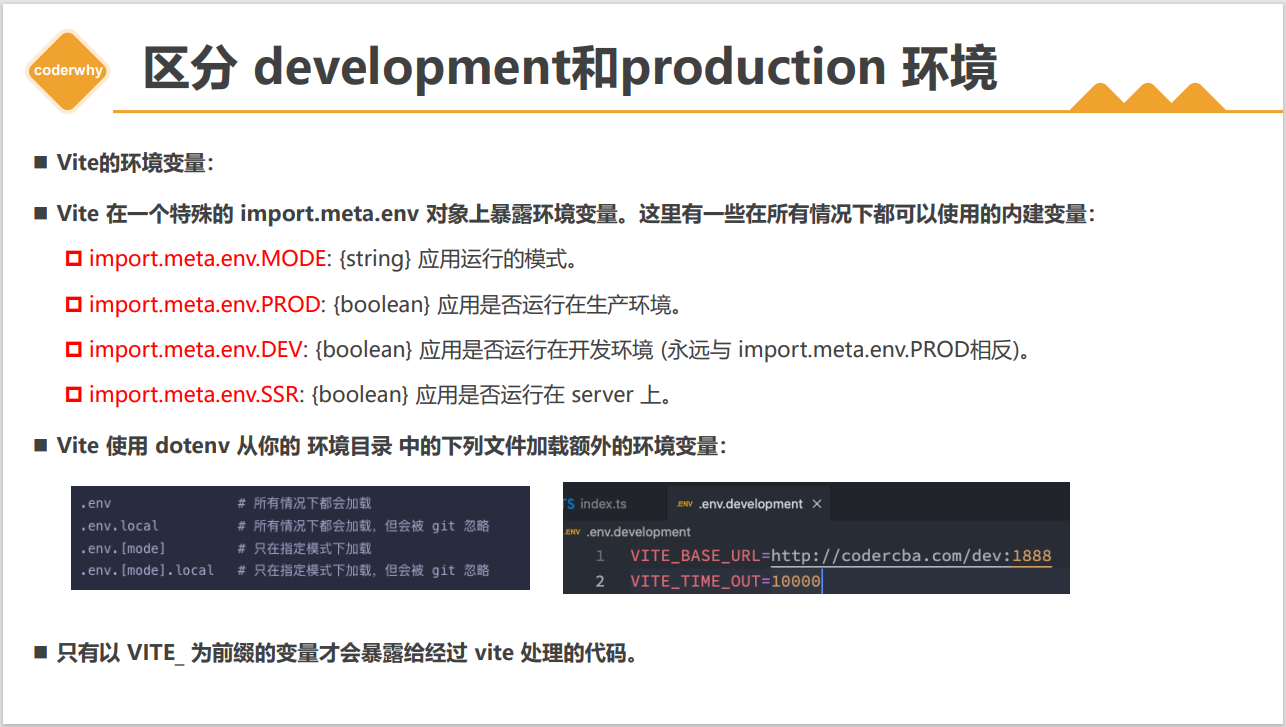 coderwhy
区分 development和production 环境
Vite的环境变量：
Vite 在一个特殊的 import.meta.env 对象上暴露环境变量。这里有一些在所有情况下都可以使用的内建变量：
import.meta.env.MODE: {string} 应用运行的模式。
import.meta.env.PROD: {boolean} 应用是否运行在生产环境。
import.meta.env.DEV: {boolean} 应用是否运行在开发环境 (永远与 import.meta.env.PROD相反)。
import.meta.env.SSR: {boolean} 应用是否运行在 server 上。
Vite 使用 dotenv 从你的 环境目录 中的下列文件加载额外的环境变量：
.env # 所有情况下都会加载
.env.local # 所有情况下都会加载，但会被 git 忽略
.env.[mode] # 只在指定模式下加载
.env.[mode].local # 只在指定模式下加载，但会被 git 忽略
TS index.ts .ENV .env.development ×
.ENV .env.development
1 VITE_BASE_URL=http://codercba.com/dev:1888
2 VITE_TIME_OUT=10000
只有以 VITE_ 为前缀的变量才会暴露给经过 vite 处理的代码。